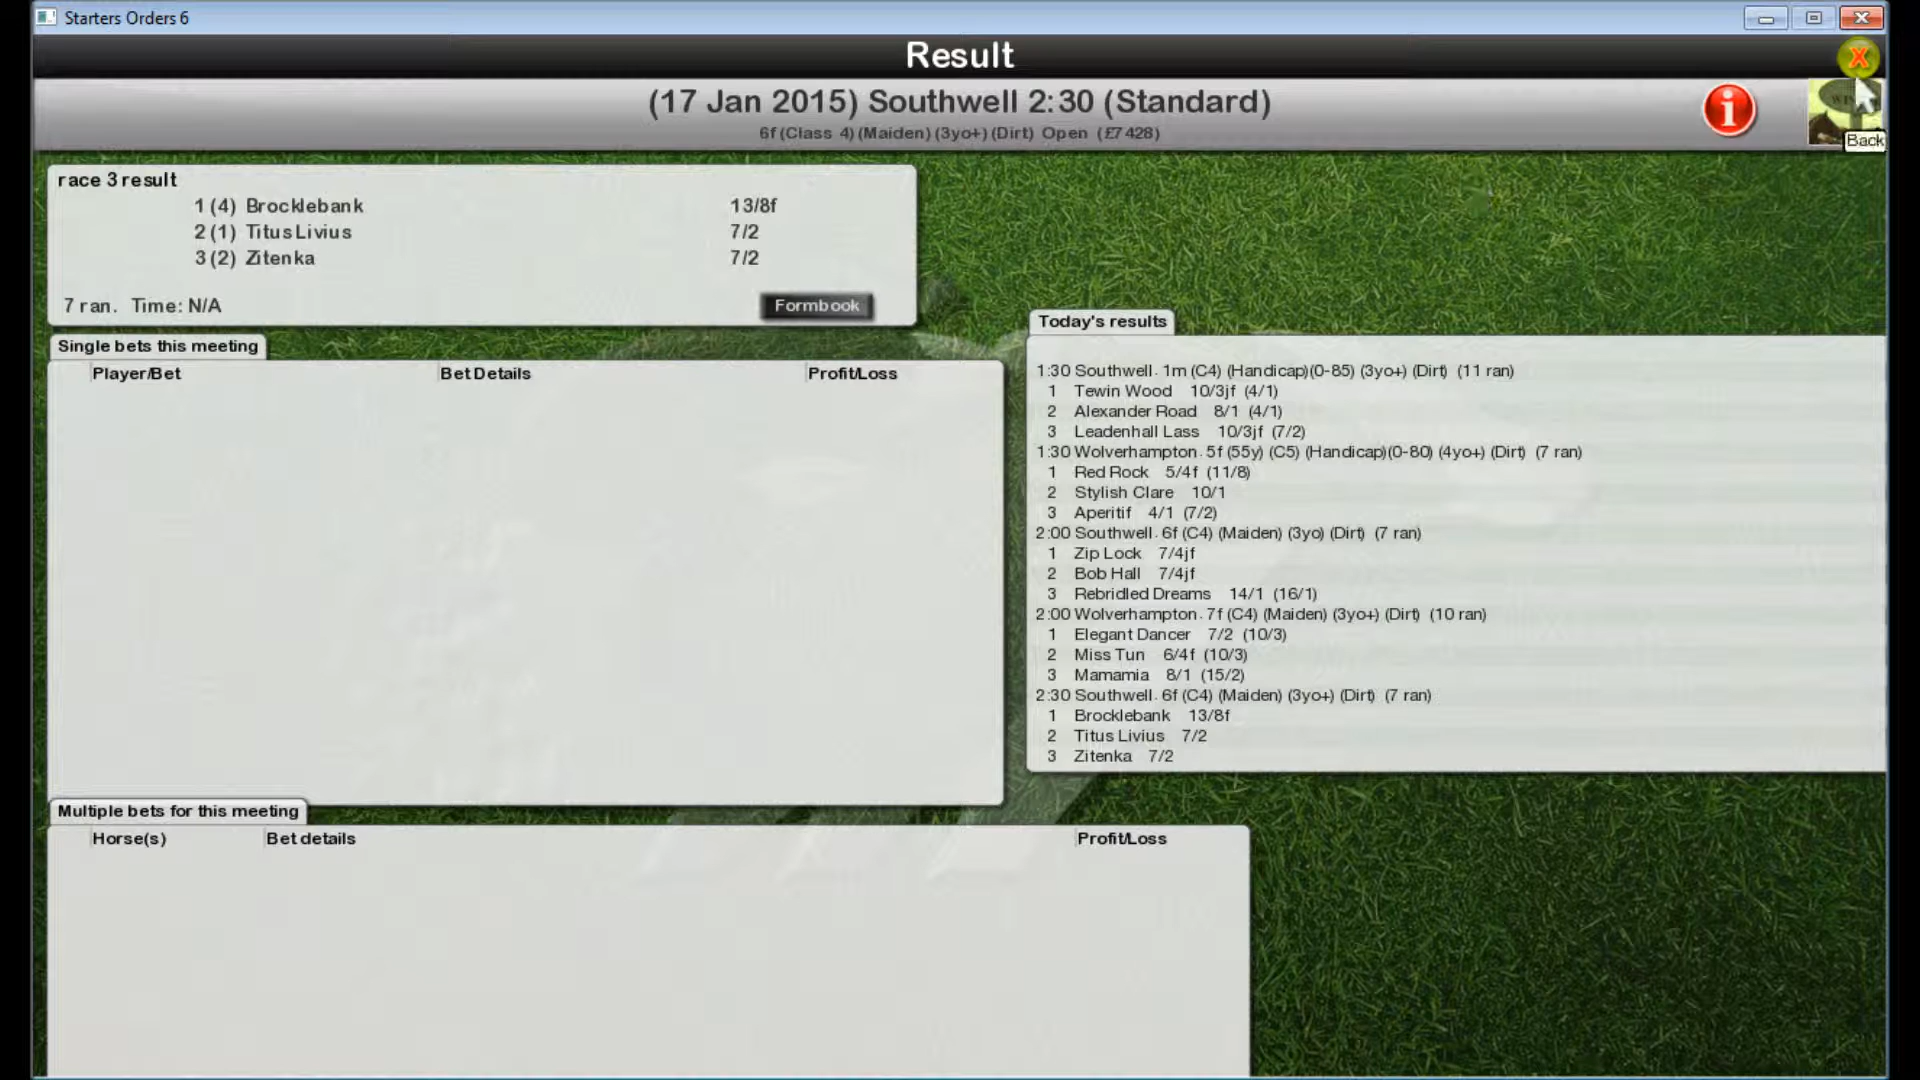 Starters Orders 6
Result
(17 Jan 2015) Southwell 2:30 (Standard)
6f (Class 4) (Maiden) (3yo+) (Dirt) Open (£7428)
Back
race 3 result
1 (4) Brocklebank 13/8f
2 (1) Titus Livius 7/2
3 (2) Zitenka 7/2
7 ran. Time: N/A
Formbook
Single bets this meeting
Player/Bet Bet Details Profit/Loss
Today's results
1:30 Southwell. 1m (C4) (Handicap)(0-85) (3yo+) (Dirt) (11 ran)
1 Tewin Wood 10/3jf (4/1)
2 Alexander Road 8/1 (4/1)
3 Leadenhall Lass 10/3jf (7/2)
1:30 Wolverhampton. 5f (55y) (C5) (Handicap)(0-80) (4yo+) (Dirt) (7 ran)
1 Red Rock 5/4f (11/8)
2 Stylish Clare 10/1
3 Aperitif 4/1 (7/2)
2:00 Southwell. 6f (C4) (Maiden) (3yo) (Dirt) (7 ran)
1 Zip Lock 7/4jf
2 Bob Hall 7/4jf
3 Rebridled Dreams 14/1 (16/1)
2:00 Wolverhampton. 7f (C4) (Maiden) (3yo+) (Dirt) (10 ran)
1 Elegant Dancer 7/2 (10/3)
2 Miss Tun 6/4f (10/3)
3 Mamamia 8/1 (15/2)
2:30 Southwell. 6f (C4) (Maiden) (3yo+) (Dirt) (7 ran)
1 Brocklebank 13/8f
2 Titus Livius 7/2
3 Zitenka 7/2
Multiple bets for this meeting
Horse(s) Bet details Profit/Loss